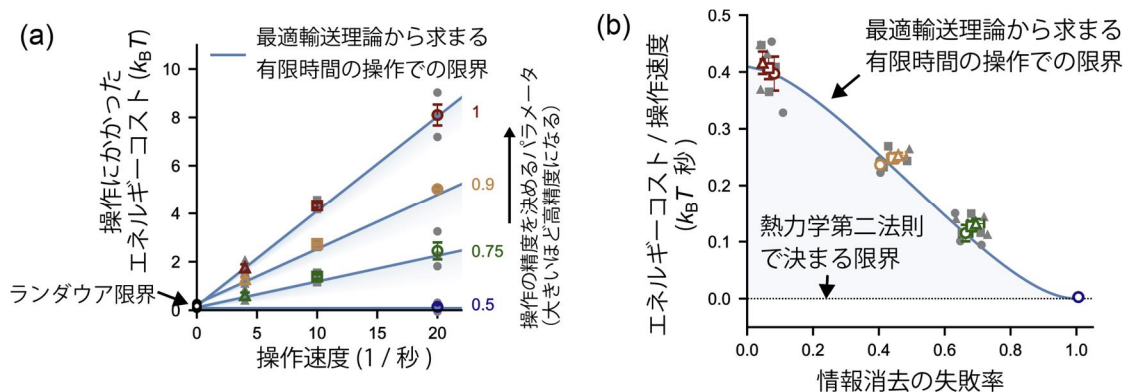 (a)
操作にかかった
エネルギーコスト (kBT)
10
8
6
4
2
0
ランダウア限界
0
5
10
15
20
操作速度 (1 / 秒 )
最適輸送理論から求まる
有限時間の操作での限界
1
0.9
0.75
0.5
操作の精度を決めるパラメータ
(大きいほど高精度になる)
(b)
エネルギーコスト / 操作速度
(kBT 秒 )
0.5
0.4
0.3
0.2
0.1
0.0
最適輸送理論から求まる
有限時間の操作での限界
熱力学第二法則
で決まる限界
0.0
0.2
0.4
0.6
0.8
1.0
情報消去の失敗率